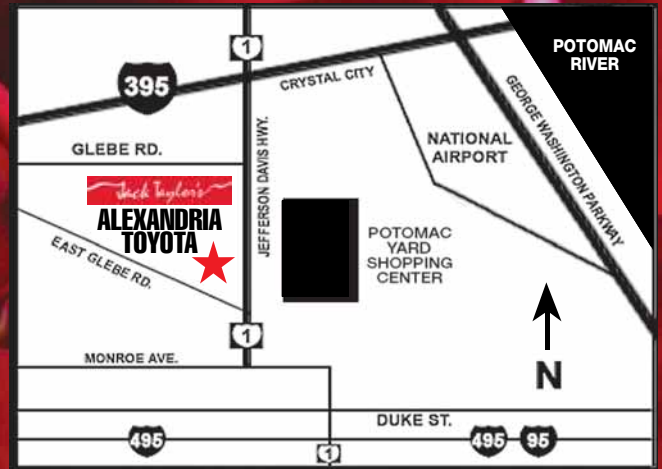 1
POTOMAC
RIVER
395
CRYSTAL CITY
GEORGE WASHINGTON PARKWAY
GLEBE RD.
JEFFERSON DAVIS HWY.
NATIONAL
AIRPORT
Jack Taylor's
ALEXANDRIA
TOYOTA
EAST GLEBE RD.
POTOMAC
YARD
SHOPPING
CENTER
1
MONROE AVE.
N
DUKE ST.
495
1
495
95